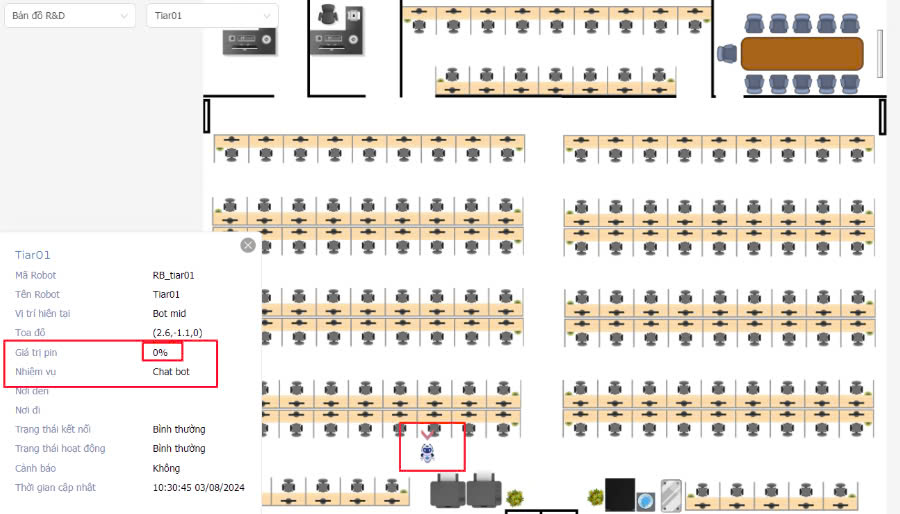 Bản đồ R&D
Tiar01
Tiar01
Mã Robot RB_tiar01
Tên Robot Tiar01
Vị trí hiện tại Bot mid
Toạ độ (2.6,-1.1,0)
Giá trị pin 0%
Nhiệm vụ Chat bot
Nơi đến
Nơi đi
Trạng thái kết nối Bình thường
Trạng thái hoạt động Bình thường
Cảnh báo Không
Thời gian cập nhật 10:30:45 03/08/2024